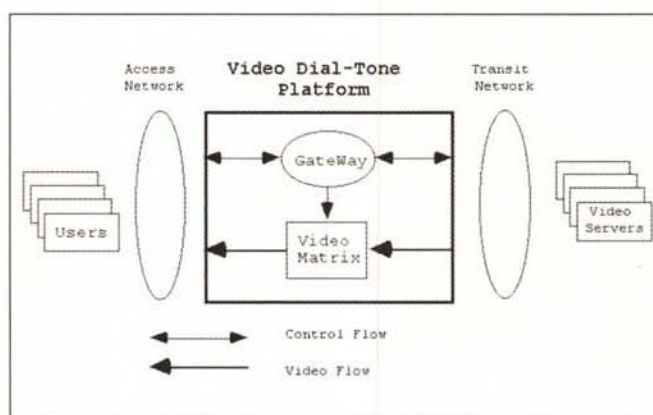 Access
Network
Video Dial-Tone
Platform
Transit
Network
GateWay
Users
Video
Matrix
Video
Servers
Control Flow
Video Flow